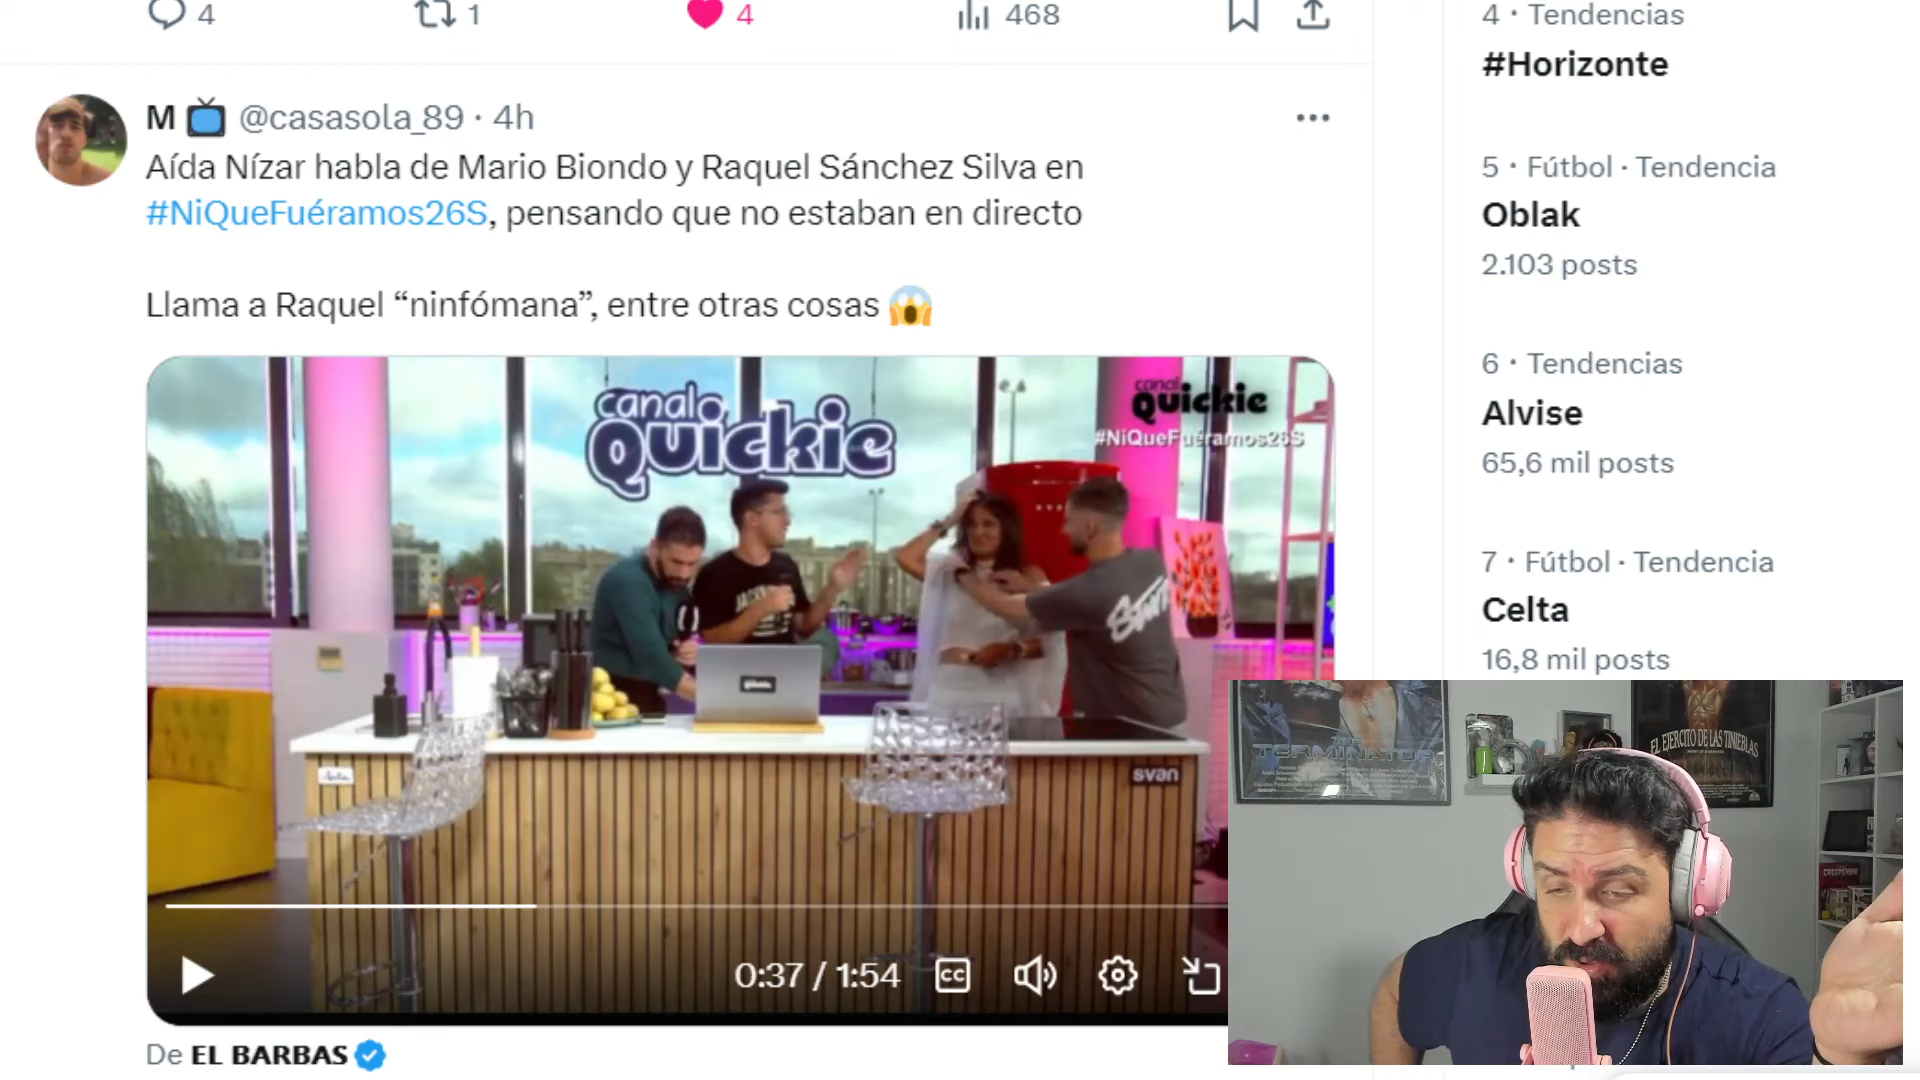 4
1
4
468
M @casasola_89 · 4h
Aída Nízar habla de Mario Biondo y Raquel Sánchez Silva en
#NiQueFuéramos26S, pensando que no estaban en directo
Llama a Raquel “ninfómana”, entre otras cosas
canal
Quickie
canal
quickie
#NiQueFuéramos26S
svan
0:37 / 1:54
CC
De EL BARBAS
4 · Tendencias
#Horizonte
5 · Fútbol · Tendencia
Oblak
2.103 posts
6 · Tendencias
Alvise
65,6 mil posts
7 · Fútbol · Tendencia
Celta
16,8 mil posts
TERMINATOR
EL EJERCITO DE LAS TINIEBLAS
CREEPSHOW